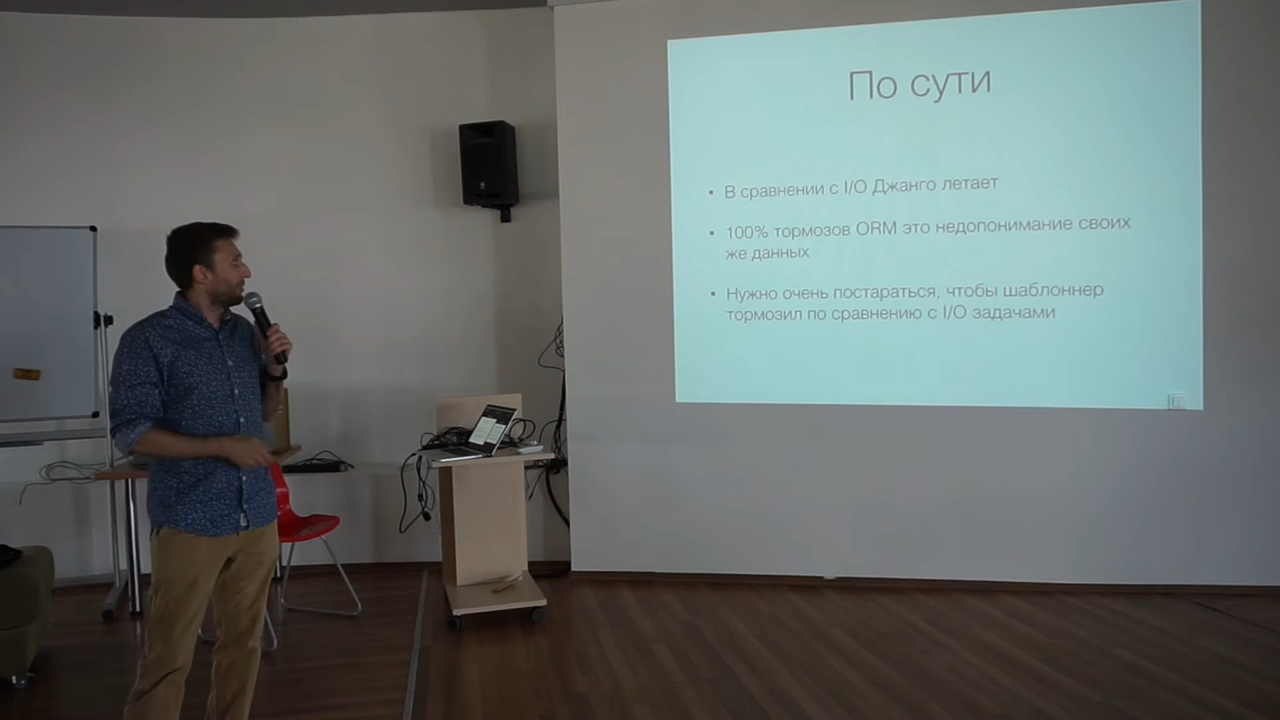 По сути
• В сравнении с I/O Джанго летает
• 100% тормозов ORM это недопонимание своих
же данных
• Нужно очень постараться, чтобы шаблоннер
тормозил по сравнению с I/O задачами